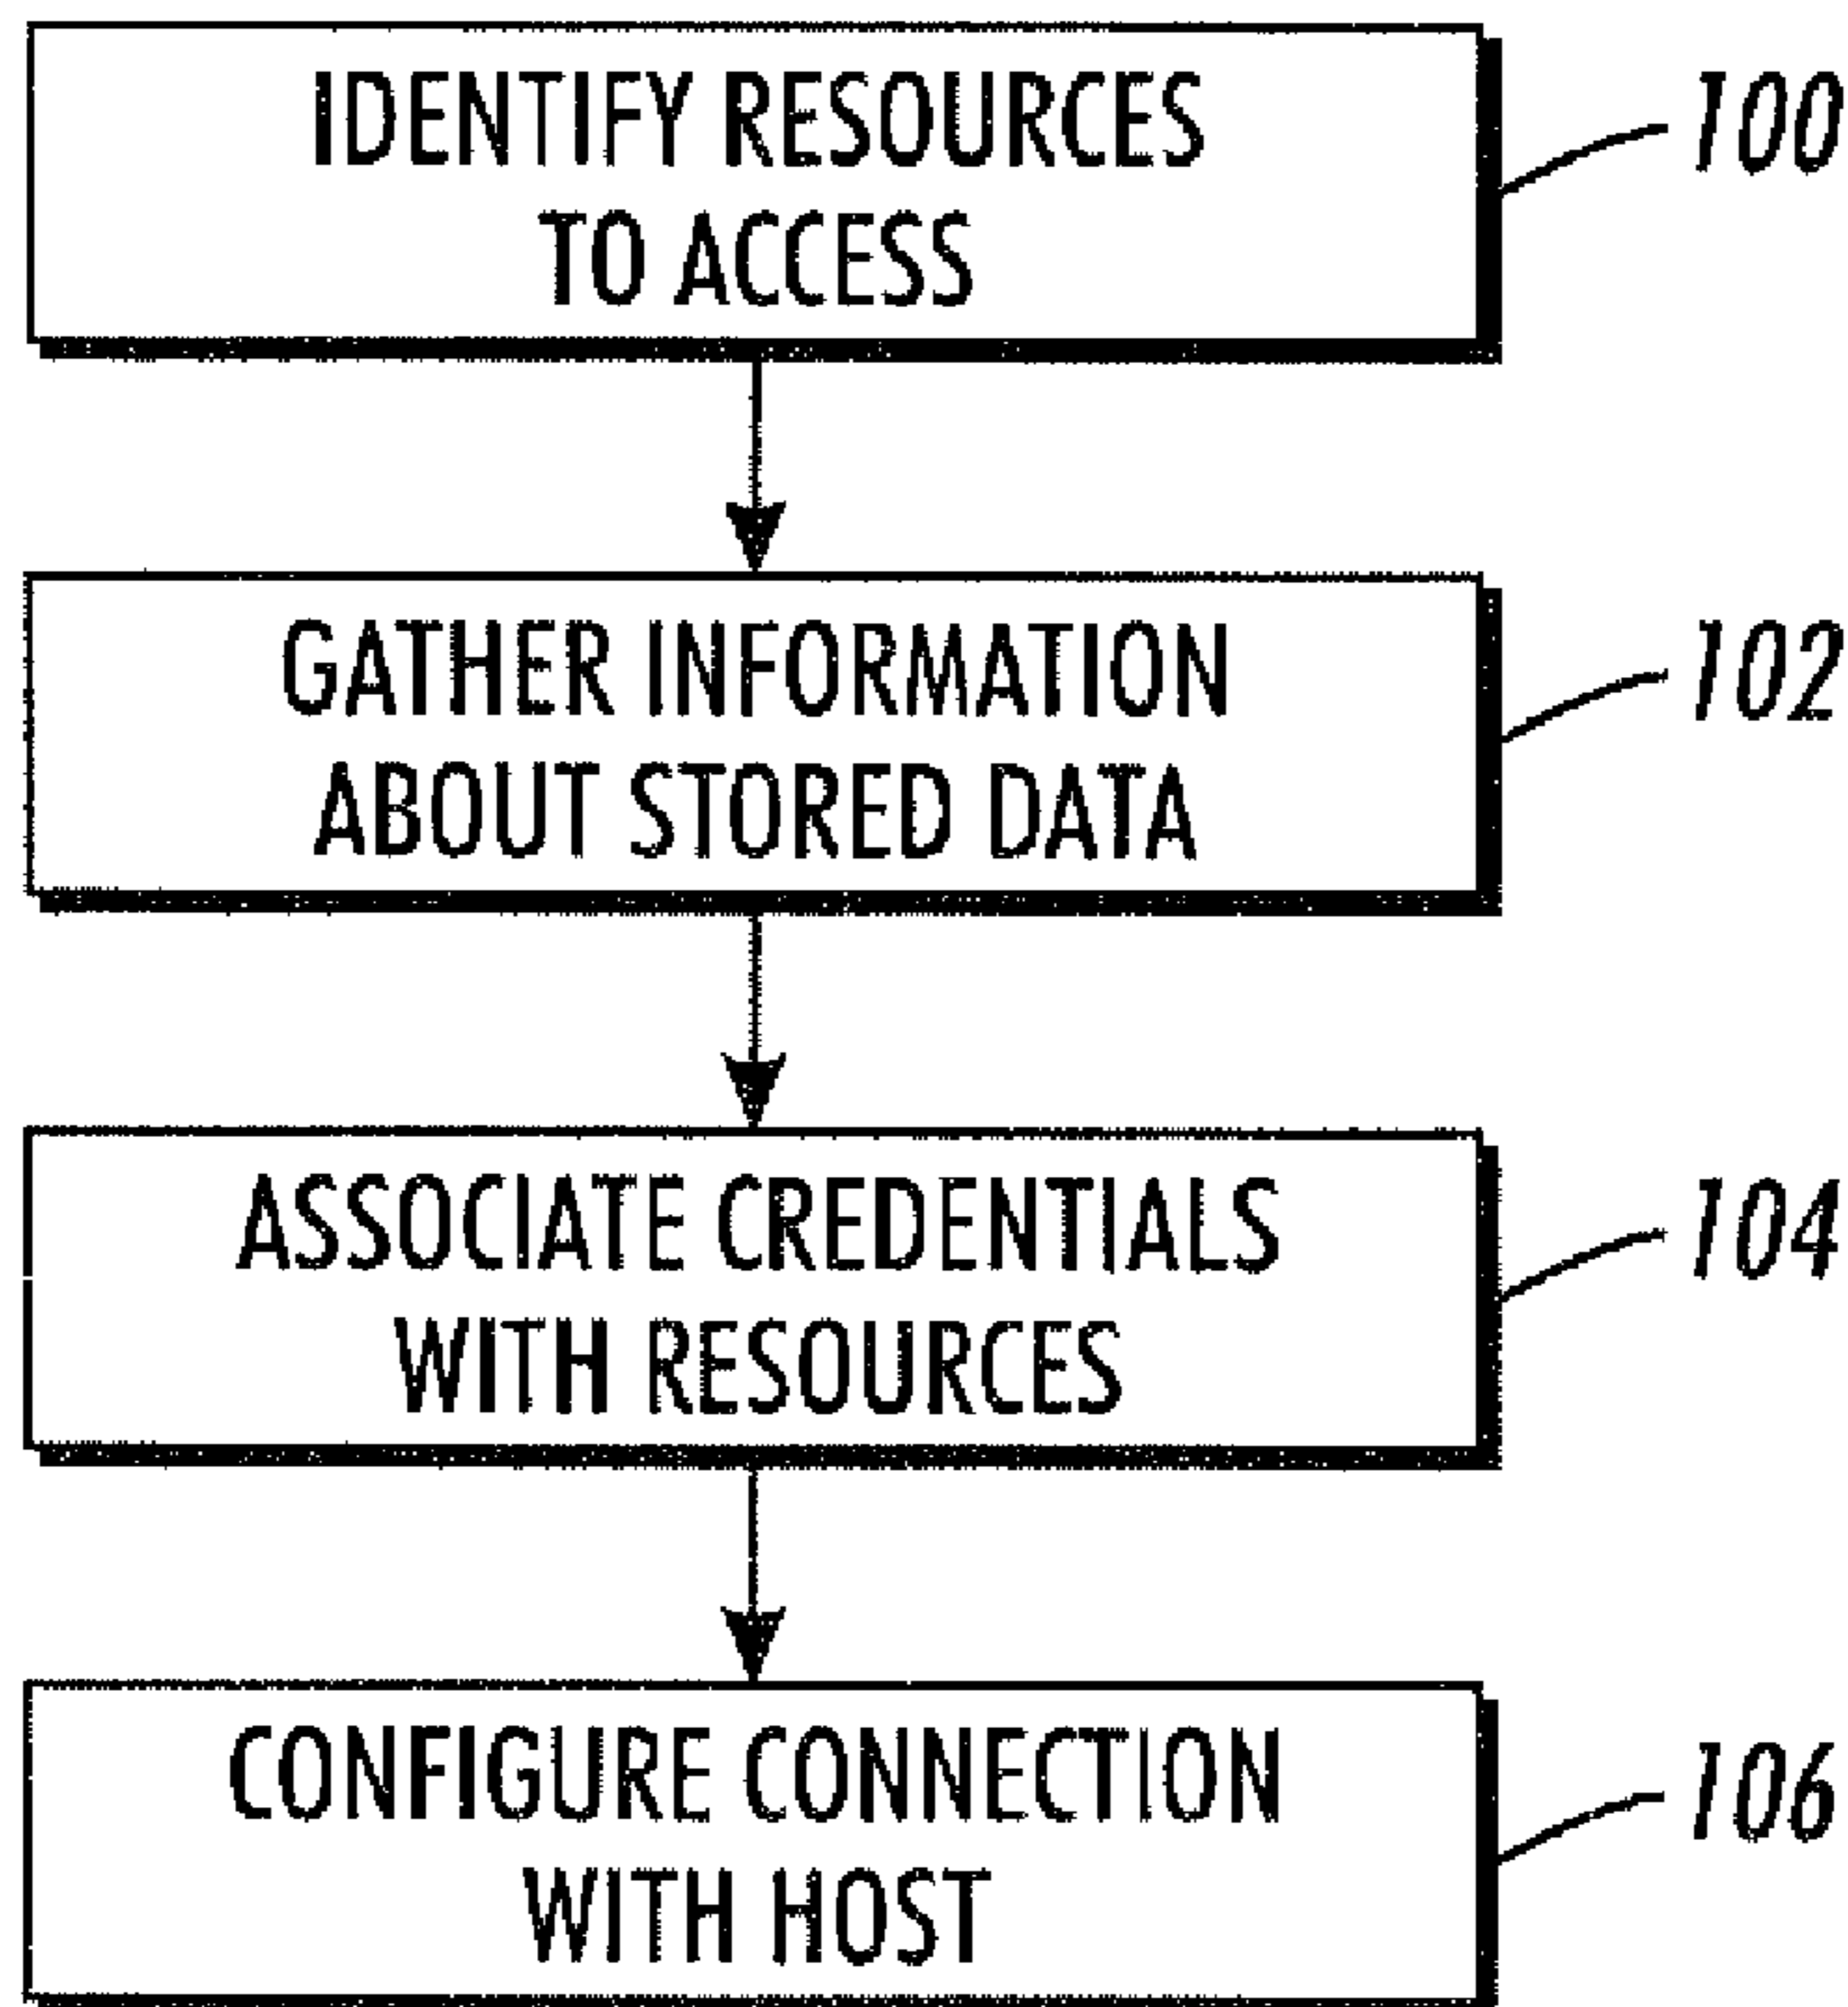 IDENTIFY RESOURCES
TO ACCESS
100
GATHER INFORMATION
ABOUT STORED DATA
102
ASSOCIATE CREDENTIALS
WITH RESOURCES
104
CONFIGURE CONNECTION
WITH HOST
106